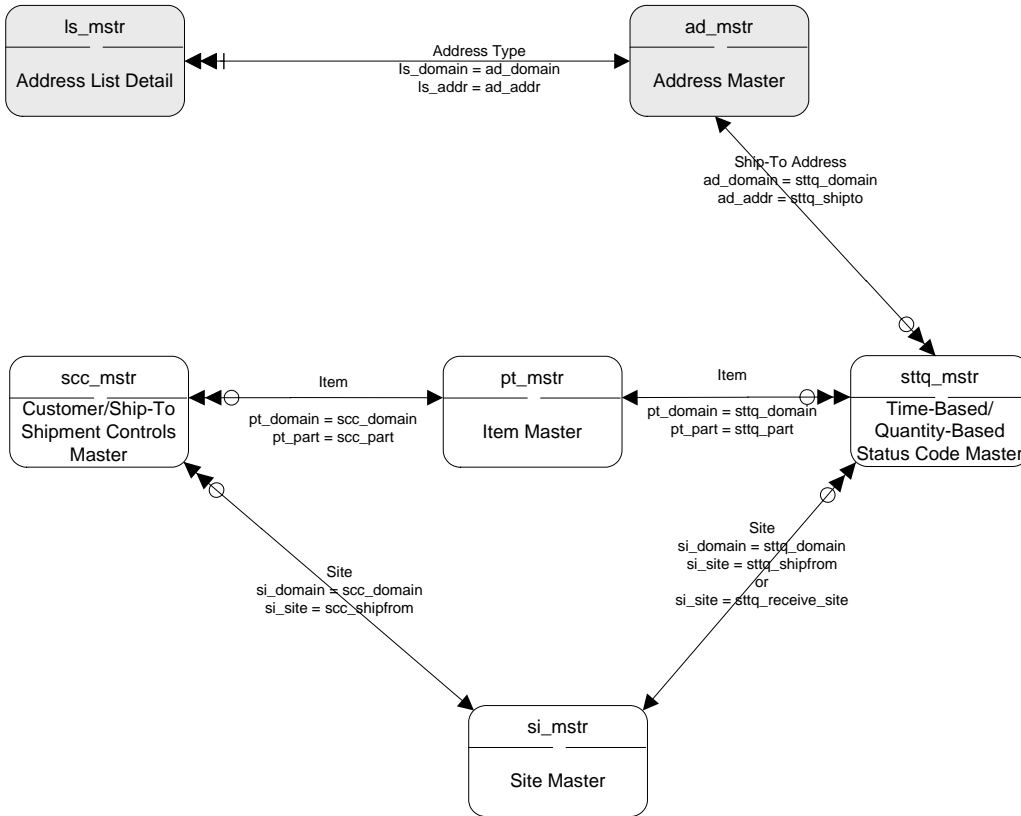 ls_mstr
Address List Detail
Address Type
ls_domain = ad_domain
ls_addr = ad_addr
ad_mstr
Address Master
Ship-To Address
ad_domain = sttq_domain
ad_addr = sttq_shipto
scc_mstr
Customer/Ship-To
Shipment Controls
Master
Item
pt_domain = scc_domain
pt_part = scc_part
pt_mstr
Item Master
Item
pt_domain = sttq_domain
pt_part = sttq_part
sttq_mstr
Time-Based/
Quantity-Based
Status Code Master
Site
si_domain = scc_domain
si_site = scc_shipfrom
Site
si_domain = sttq_domain
si_site = sttq_shipfrom
or
si_site = sttq_receive_site
si_mstr
Site Master